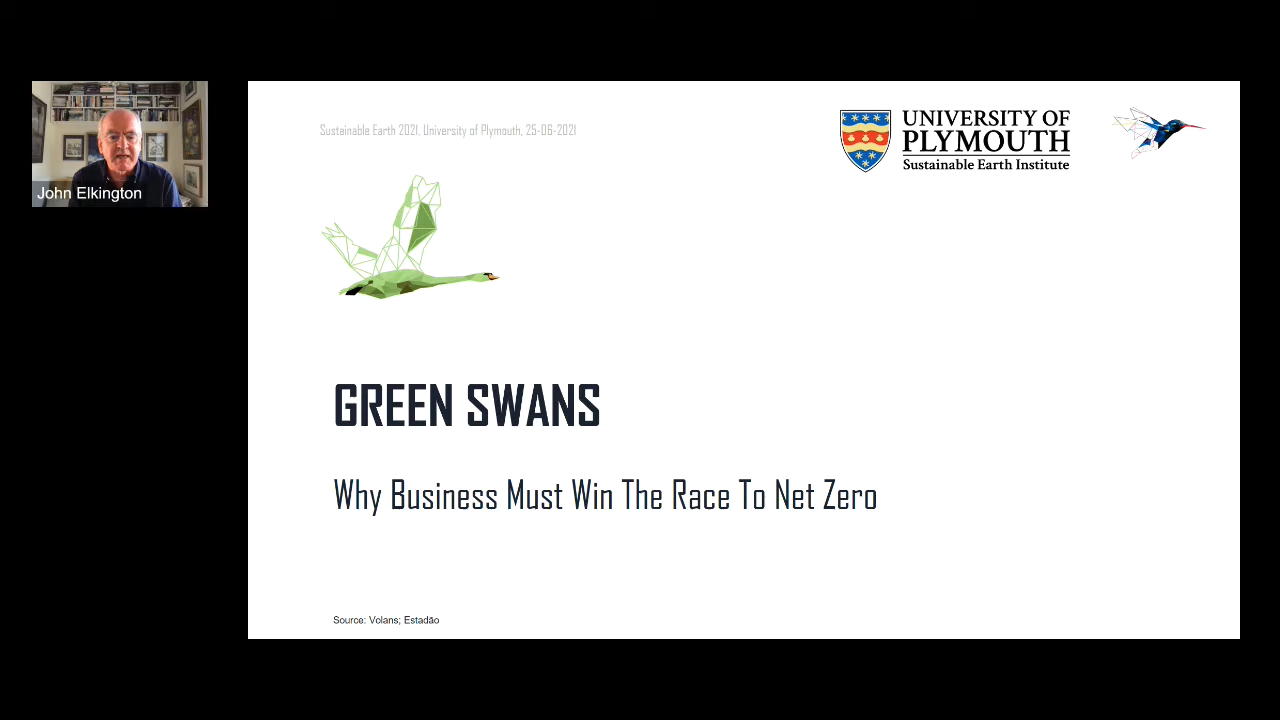 John Elkington
Sustainable Earth 2021, University of Plymouth, 25-06-2021
UNIVERSITY OF
PLYMOUTH
Sustainable Earth Institute
GREEN SWANS
Why Business Must Win The Race To Net Zero
Source: Volans; Estadão